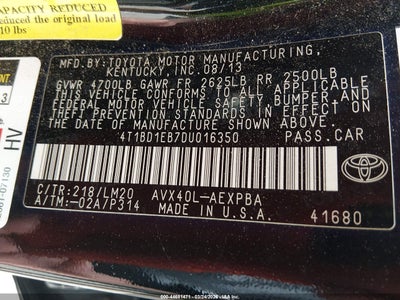 CAPACITY REDUCED
educed the original load
10 lbs
MFD.BY:TOYOTA MOTOR MANUFACTURING,
KENTUCKY, INC. 08/13
GVWR 4700LB GAWR FR 2625LB RR 2500LB
THIS VEHICLE CONFORMS TO ALL APPLICABLE
FEDERAL MOTOR VEHICLE SAFETY, BUMPER, AND
THEFT PREVENTION STANDARDS IN EFFECT ON
THE DATE OF MANUFACTURE SHOWN ABOVE.
4T1BD1EB7DU016350 PASS.CAR
C/TR:218/LM20 AVX40L-AEXPBA
A/TM:-02A/P314 MADE IN U.S.A.
41680
TOYOTA
HV